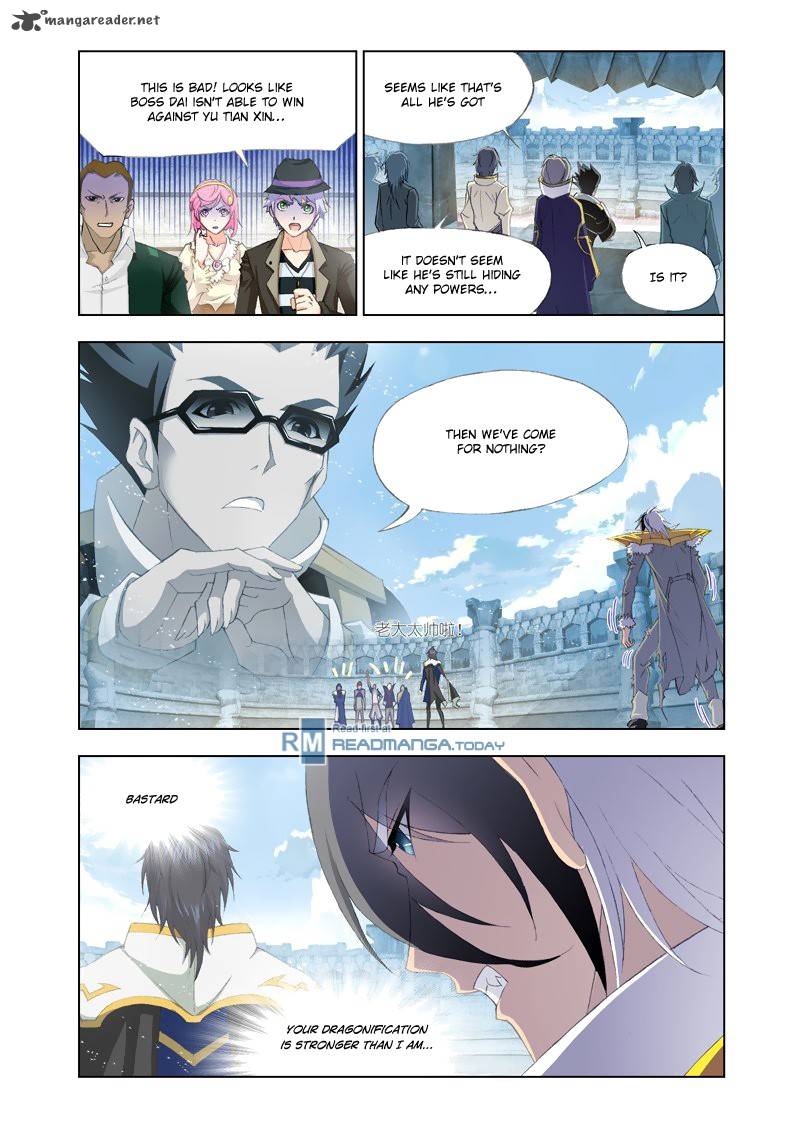 mangareader.net
THIS IS BAD! LOOKS LIKE
BOSS DAI ISN'T ABLE TO WIN
AGAINST YU TIAN XIN...
SEEMS LIKE THAT'S
ALL HE'S GOT
IT DOESN'T SEEM
LIKE HE'S STILL HIDING
ANY POWERS...
IS IT?
THEN WE'VE COME
FOR NOTHING?
老大太帅啦!
RM
Read-first at
READMANGA.TODAY
BASTARD
YOUR DRAGONIFICATION
IS STRONGER THAN I AM...